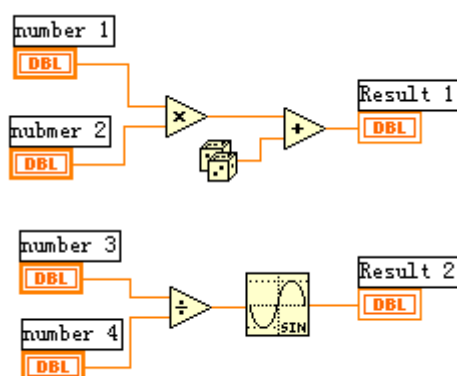 number 1
DBL
nubmer 2
DBL
×
+
Result 1
DBL
number 3
DBL
number 4
DBL
÷
SIN
Result 2
DBL